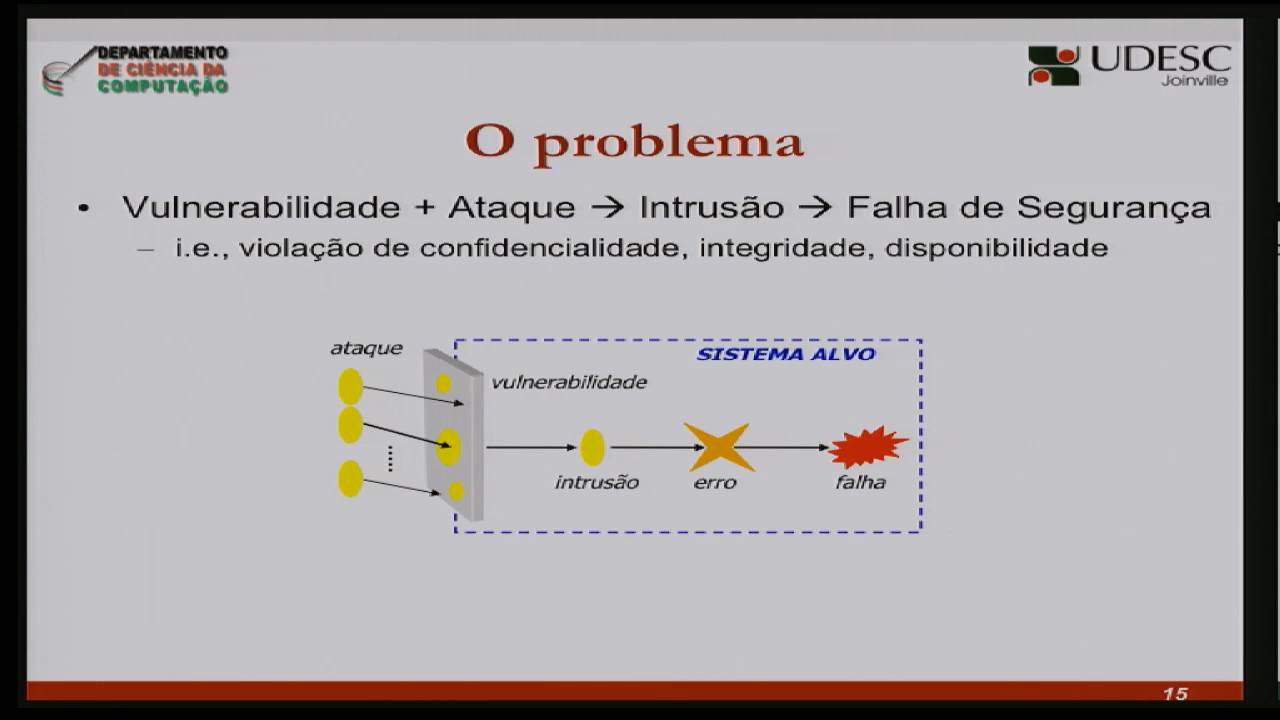 DEPARTAMENTO
DE CIÊNCIA DA
COMPUTAÇÃO
UDESC
Joinville
O problema
• Vulnerabilidade + Ataque → Intrusão → Falha de Segurança
– i.e., violação de confidencialidade, integridade, disponibilidade
ataque
SISTEMA ALVO
vulnerabilidade
intrusão
erro
falha
15